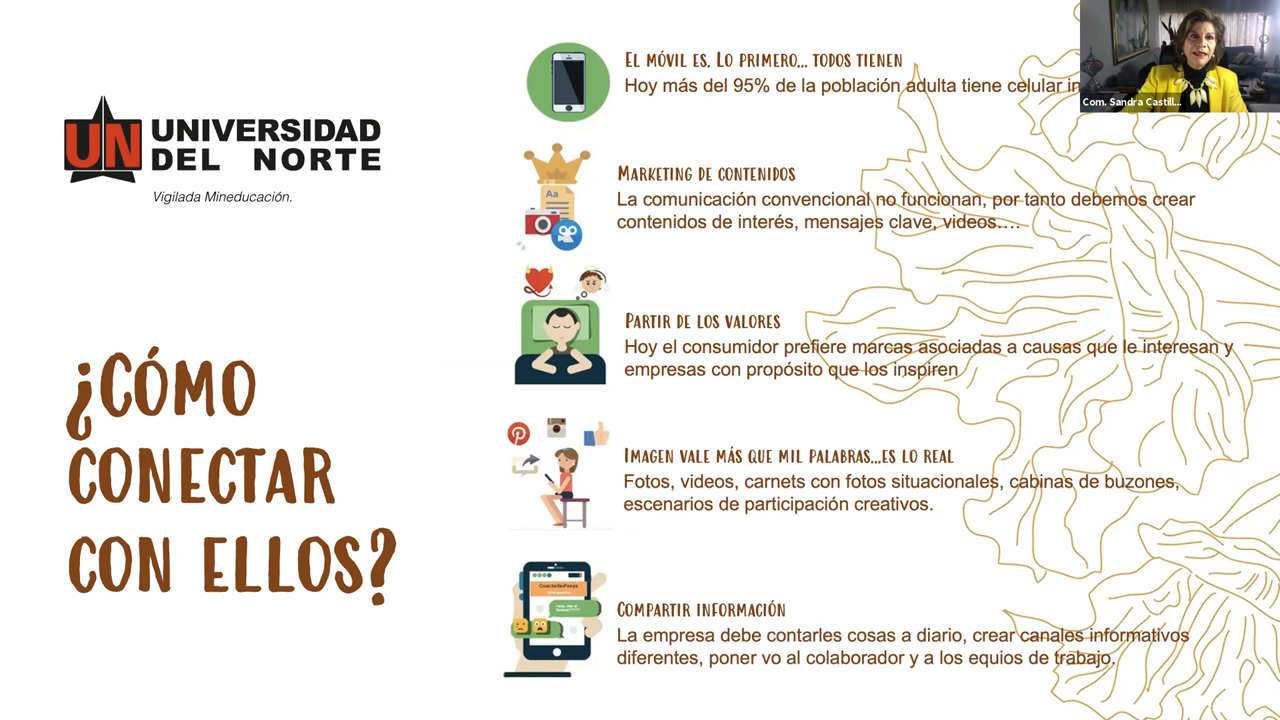 UN UNIVERSIDAD
DEL NORTE
Vigilada Mineducación.
¿CÓMO
CONECTAR
CON ELLOS?
EL MÓVIL ES. LO PRIMERO... TODOS TIENEN
Hoy más del 95% de la población adulta tiene celular in
MARKETING DE CONTENIDOS
La comunicación convencional no funcionan, por tanto debemos crear
contenidos de interés, mensajes clave, videos....
Aa
PARTIR DE LOS VALORES
Hoy el consumidor prefiere marcas asociadas a causas que le interesan y
empresas con propósito que los inspiren
IMAGEN VALE MÁS QUE MIL PALABRAS...ES LO REAL
Fotos, videos, carnets con fotos situacionales, cabinas de buzones,
escenarios de participación creativos.
COMPARTIR INFORMACIÓN
La empresa debe contarles cosas a diario, crear canales informativos
diferentes, poner vo al colaborador y a los equios de trabajo.
Com. Sandra Castill...